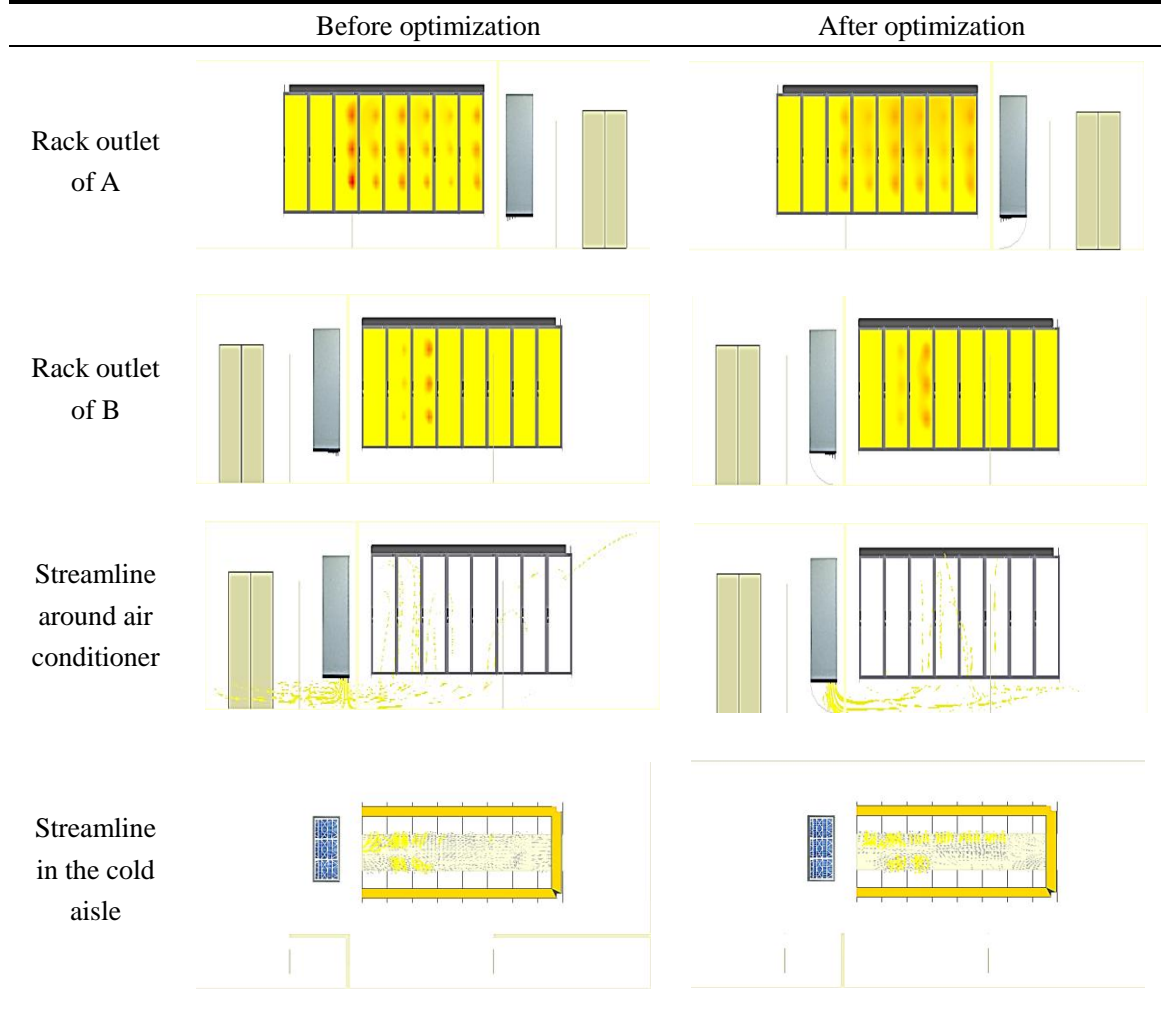 Before optimization After optimization
Rack outlet
of A
Rack outlet
of B
Streamline
around air
conditioner
Streamline
in the cold
aisle